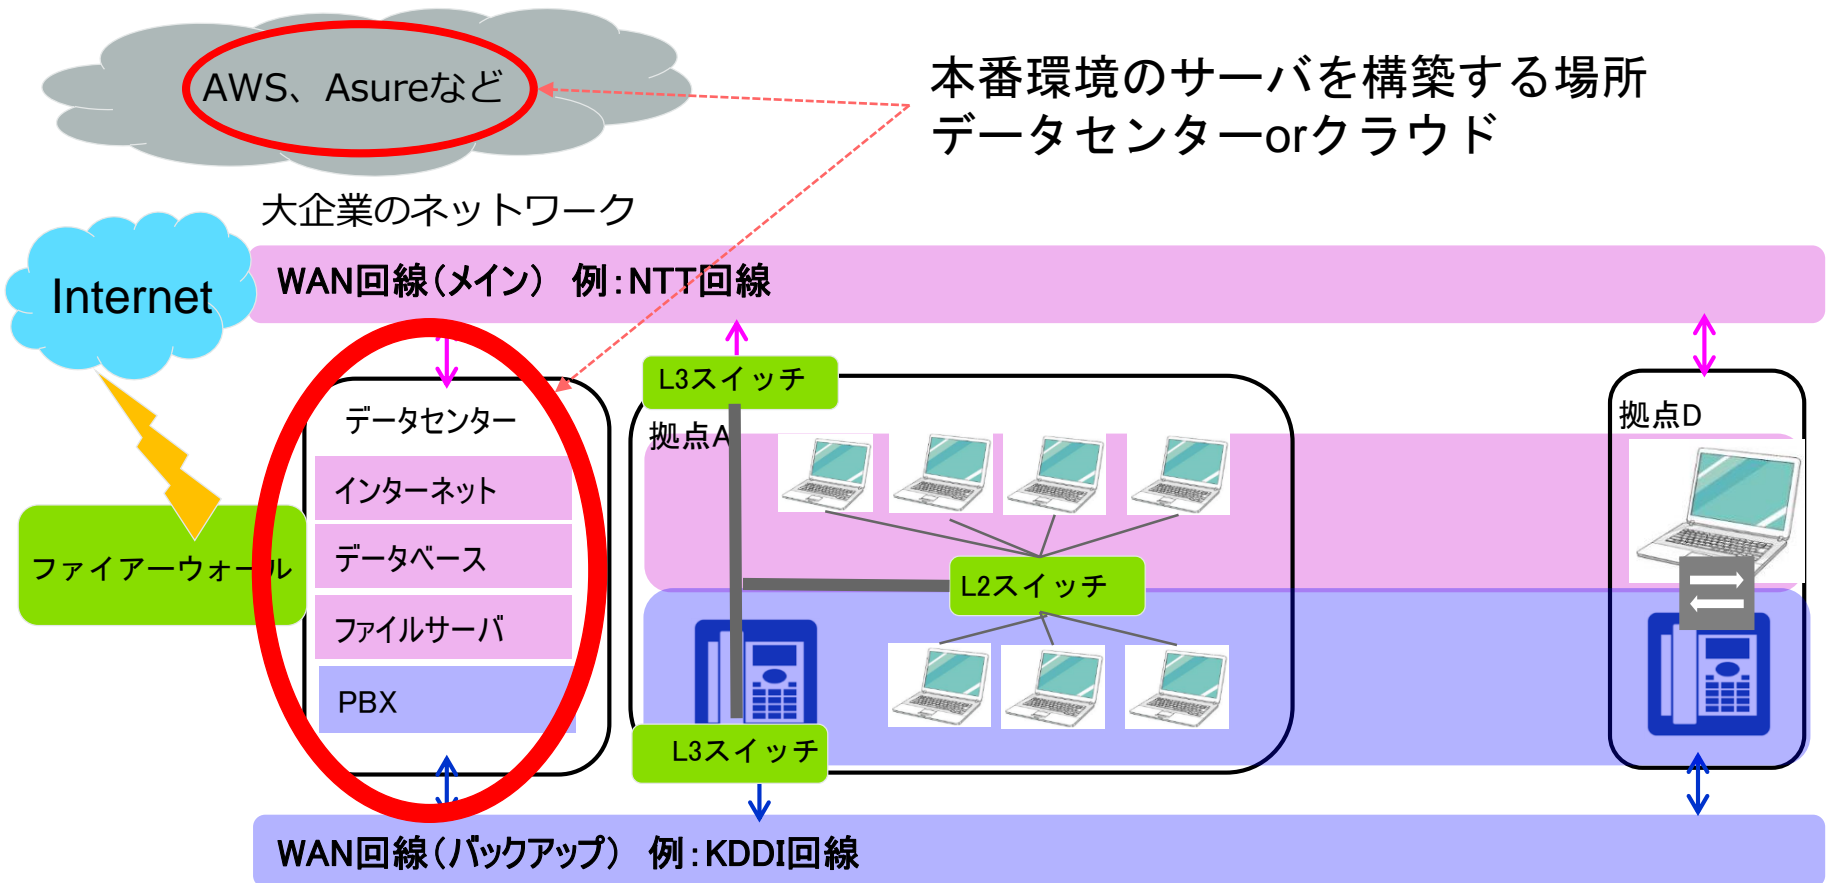 AWS、Asureなど
本番環境のサーバを構築する場所
データセンターorクラウド
大企業のネットワーク
Internet
WAN回線（メイン）　例：NTT回線
L3スイッチ
データセンター
拠点A
拠点D
インターネット
ファイアーウォール
データベース
L2スイッチ
ファイルサーバ
PBX
L3スイッチ
WAN回線（バックアップ）　例：KDDI回線